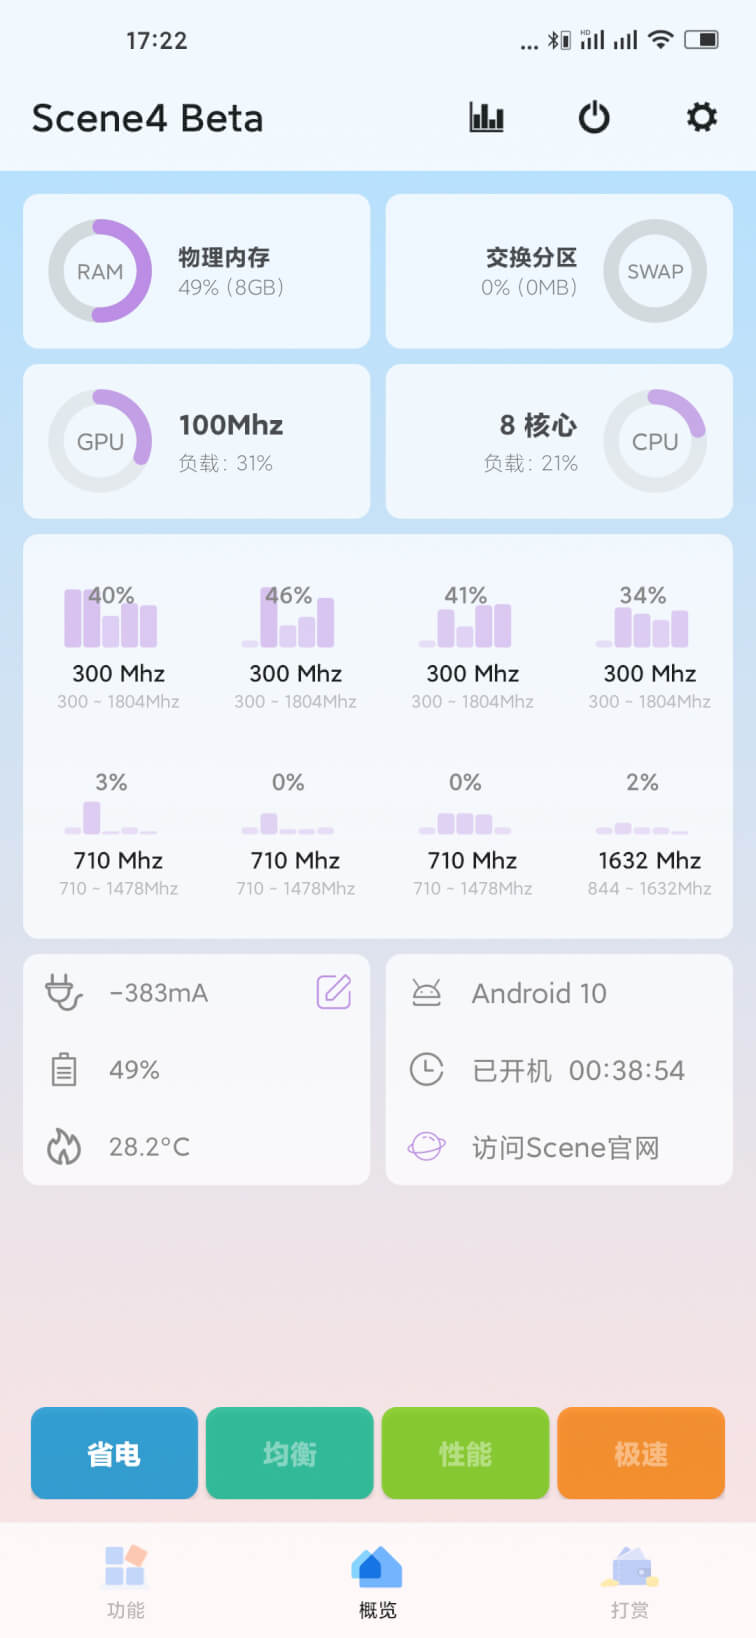 17:22
... HD
Scene4 Beta
RAM
物理内存
49% (8GB)
交换分区
0% (0MB)
SWAP
GPU
100Mhz
负载: 31%
8 核心
负载: 21%
CPU
40% 46% 41% 34%
300 Mhz 300 Mhz 300 Mhz 300 Mhz
300 ~ 1804Mhz 300 ~ 1804Mhz 300 ~ 1804Mhz 300 ~ 1804Mhz
3% 0% 0% 2%
710 Mhz 710 Mhz 710 Mhz 1632 Mhz
710 ~ 1478Mhz 710 ~ 1478Mhz 710 ~ 1478Mhz 844 ~ 1632Mhz
-383mA
49%
28.2°C
Android 10
已开机 00:38:54
访问Scene官网
省电 均衡 性能 极速
功能 概览 打赏